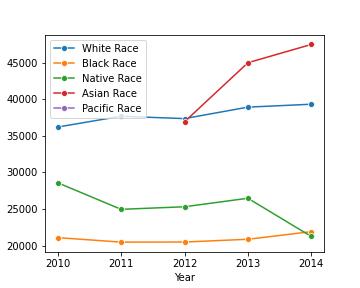 White Race
Black Race
Native Race
Asian Race
Pacific Race
45000
40000
35000
30000
25000
20000
2010 2011 2012 2013 2014
Year